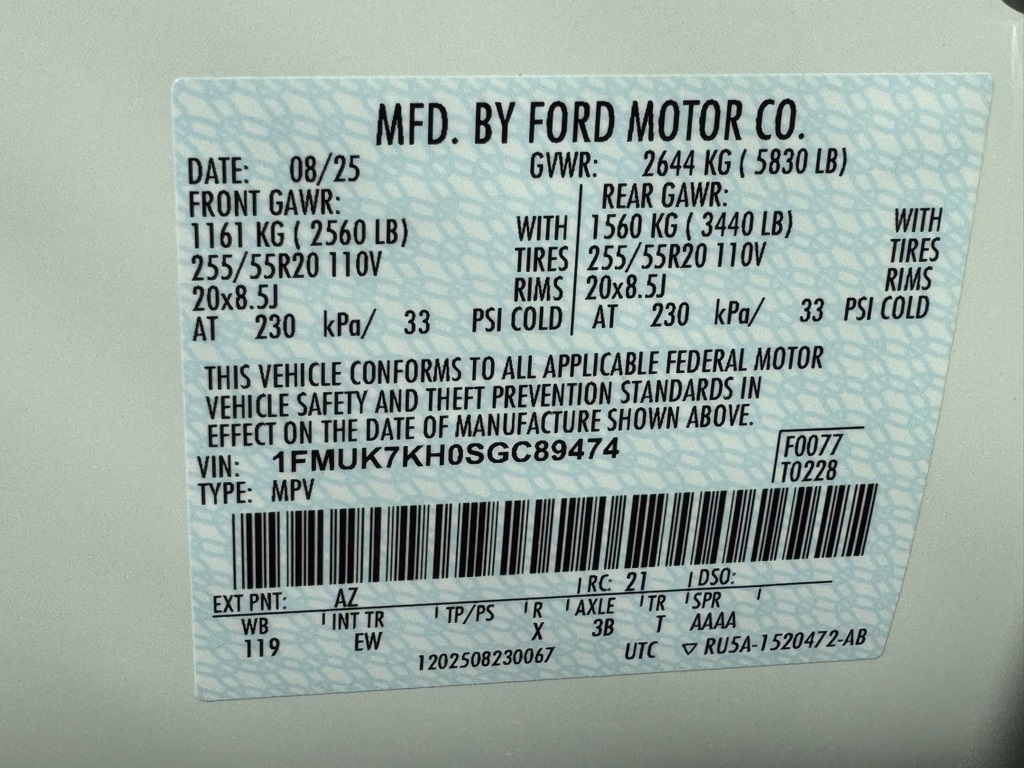 MFD. BY FORD MOTOR CO.
DATE: 08/25 GVWR: 2644 KG ( 5830 LB)
FRONT GAWR: REAR GAWR:
1161 KG ( 2560 LB) WITH 1560 KG ( 3440 LB) WITH
255/55R20 110V TIRES 255/55R20 110V TIRES
20x8.5J RIMS 20x8.5J RIMS
AT 230 kPa/ 33 PSI COLD AT 230 kPa/ 33 PSI COLD
THIS VEHICLE CONFORMS TO ALL APPLICABLE FEDERAL MOTOR
VEHICLE SAFETY AND THEFT PREVENTION STANDARDS IN
EFFECT ON THE DATE OF MANUFACTURE SHOWN ABOVE.
VIN: 1FMUK7KH0SGC89474 F0077
TYPE: MPV T0228
EXT PNT: AZ RC: 21 DSO:
WB INT TR TP/PS R AXLE TR SPR
119 EW X 3B T AAAA
1202508230067 UTC ▽ RU5A-1520472-AB